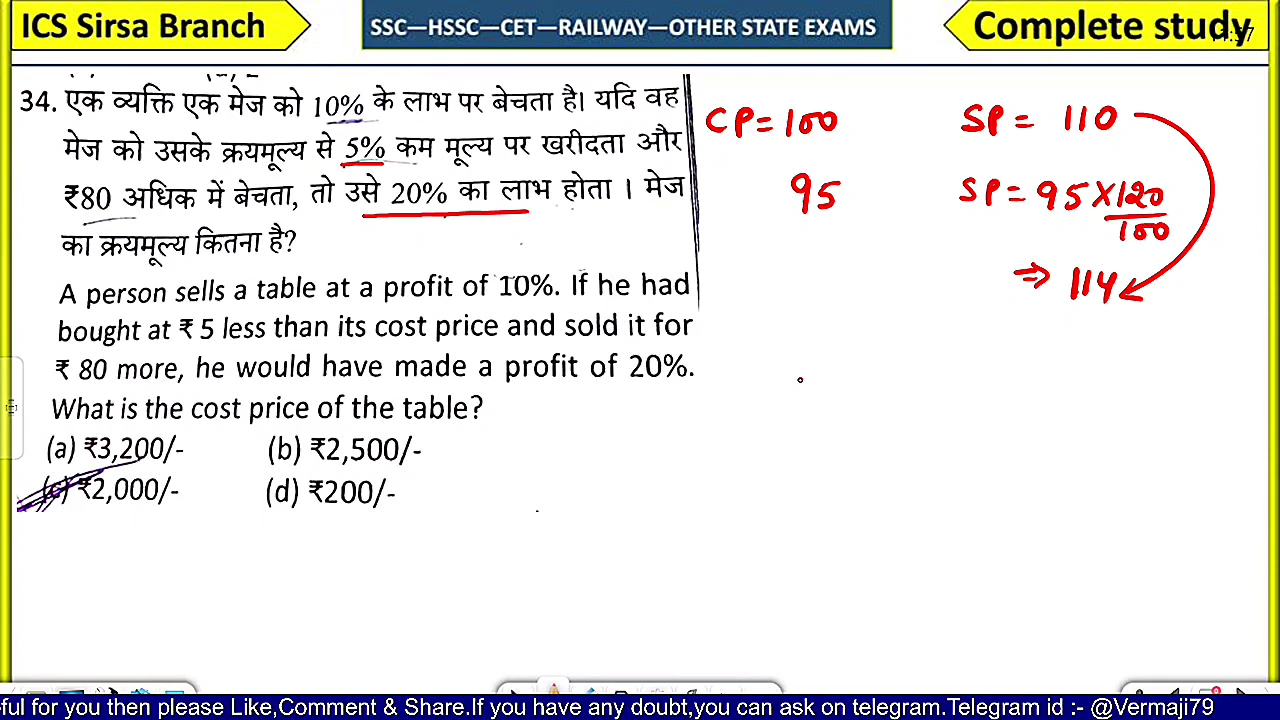 ICS Sirsa Branch
SSC—HSSC—CET—RAILWAY—OTHER STATE EXAMS
Complete study
34. एक व्यक्ति एक मेज को 10% के लाभ पर बेचता है। यदि वह
मेज को उसके क्रयमूल्य से 5% कम मूल्य पर खरीदता और
₹80 अधिक में बेचता, तो उसे 20% का लाभ होता । मेज
का क्रयमूल्य कितना है?
A person sells a table at a profit of 10%. If he had
bought at ₹ 5 less than its cost price and sold it for
₹ 80 more, he would have made a profit of 20%.
What is the cost price of the table?
(a) ₹3,200/- (b) ₹2,500/-
(c) ₹2,000/- (d) ₹200/-
CP = 100 SP = 110
95 SP = 95 × 120
100
⇒ 114
ful for you then please Like,Comment & Share.If you have any doubt,you can ask on telegram.Telegram id :- @Vermaji79